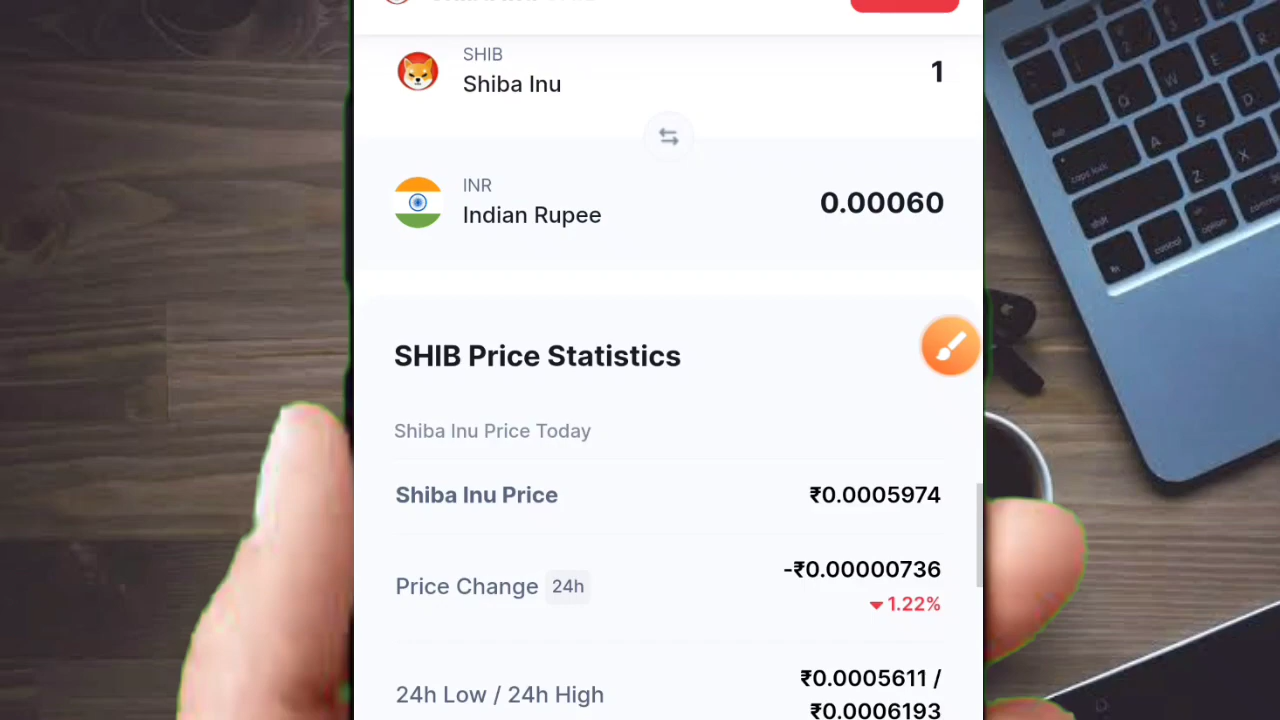 SHIB
Shiba Inu
1
INR
Indian Rupee
0.00060
SHIB Price Statistics
Shiba Inu Price Today
Shiba Inu Price
₹0.0005974
Price Change 24h
-₹0.00000736
1.22%
24h Low / 24h High
₹0.0005611 /
₹0.0006193